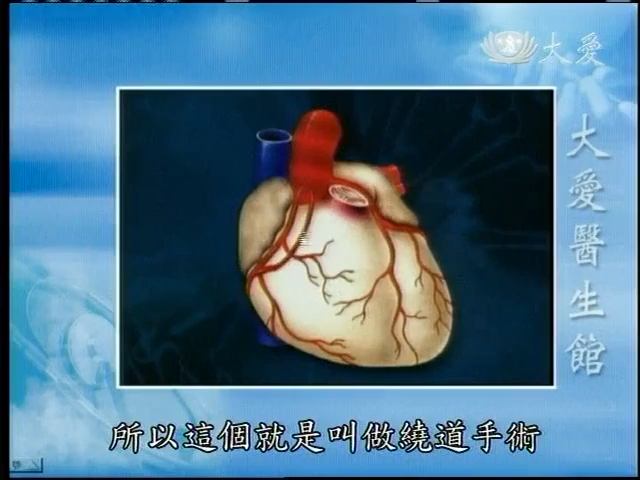 大愛
大愛醫生館
所以這個就是叫做繞道手術